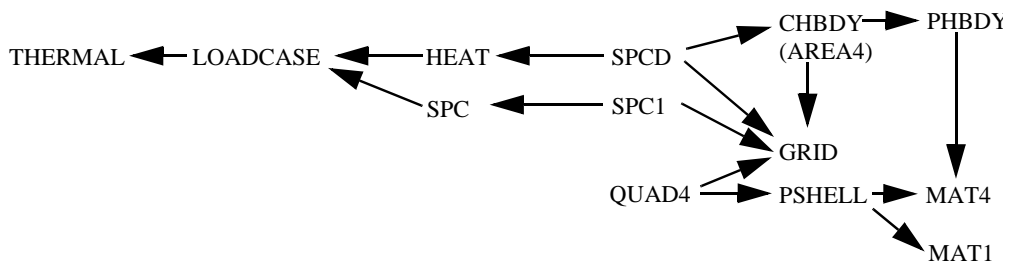 CHBDY
PHBDY
(AREA4)
THERMAL
LOADCASE
HEAT
SPCD
SPC
SPC1
GRID
QUAD4
PSHELL
MAT4
MAT1